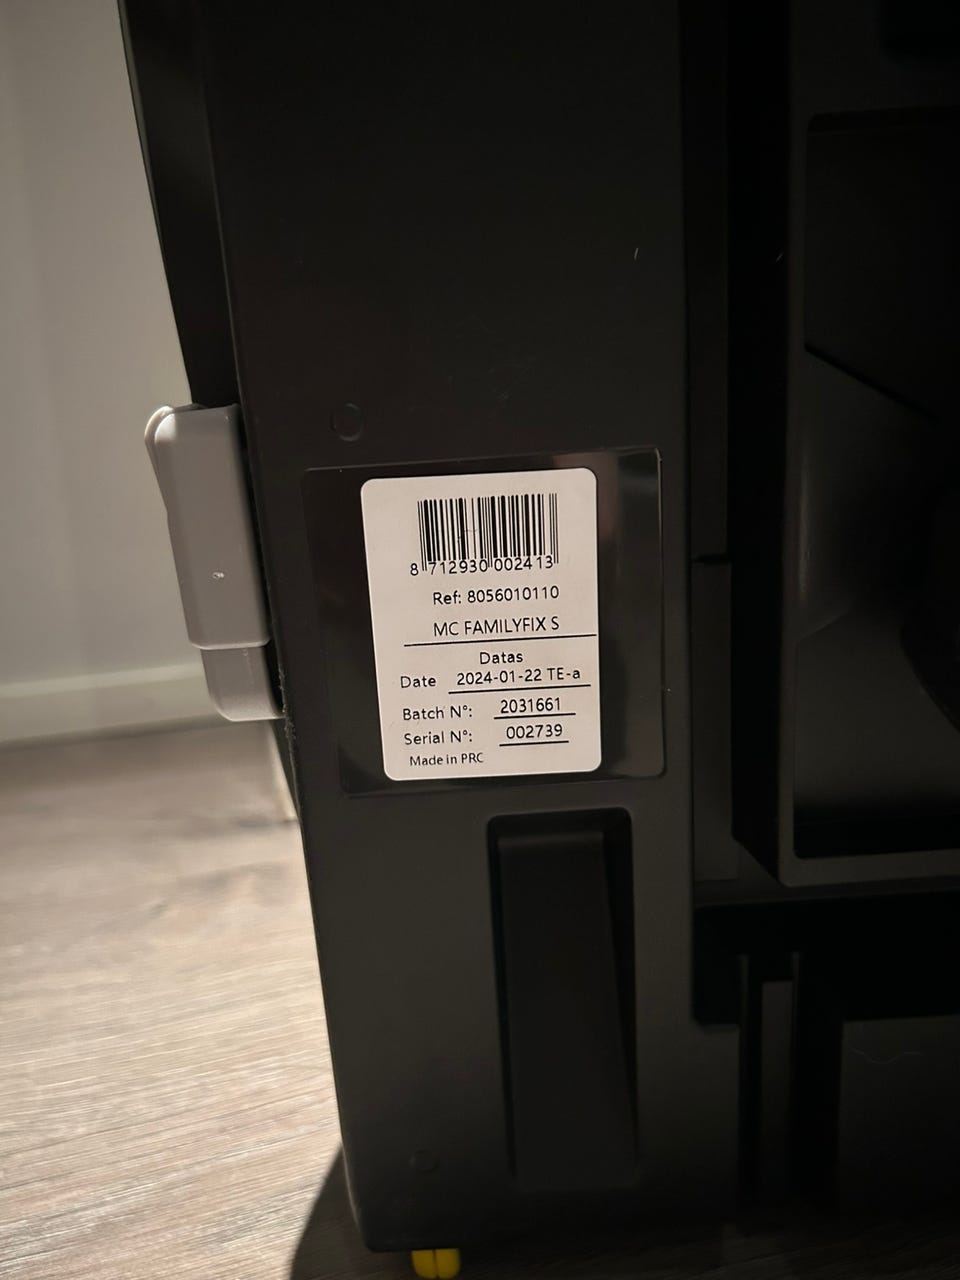 8 712930 002413
Ref: 8056010110
MC FAMILYFIX S
Datas
Date 2024-01-22 TE-a
Batch N°: 2031661
Serial N°: 002739
Made in PRC